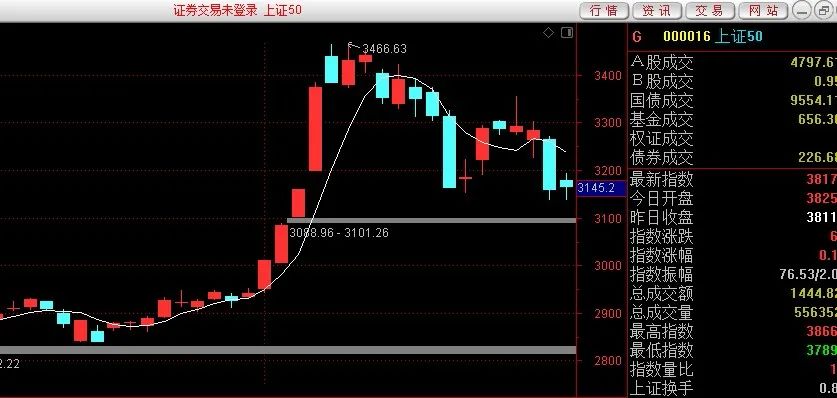 证券交易未登录 上证50
行 情 资 讯 交 易 网 站
3466.63
3400
3300
3200
3145.2
3100
3088.96 - 3101.26
3000
2900
2800
2.22
G 000016 上证50
A股成交 4797.61
B股成交 0.95
国债成交 9554.11
基金成交 656.30
权证成交
债券成交 226.68
最新指数 3817
今日开盘 3825
昨日收盘 3811
指数涨跌 6
指数涨幅 0.1
指数振幅 76.53/2.0
总成交额 1444.82
总成交量 556352
最高指数 3866
最低指数 3789
指数量比 1
上证换手 0.8